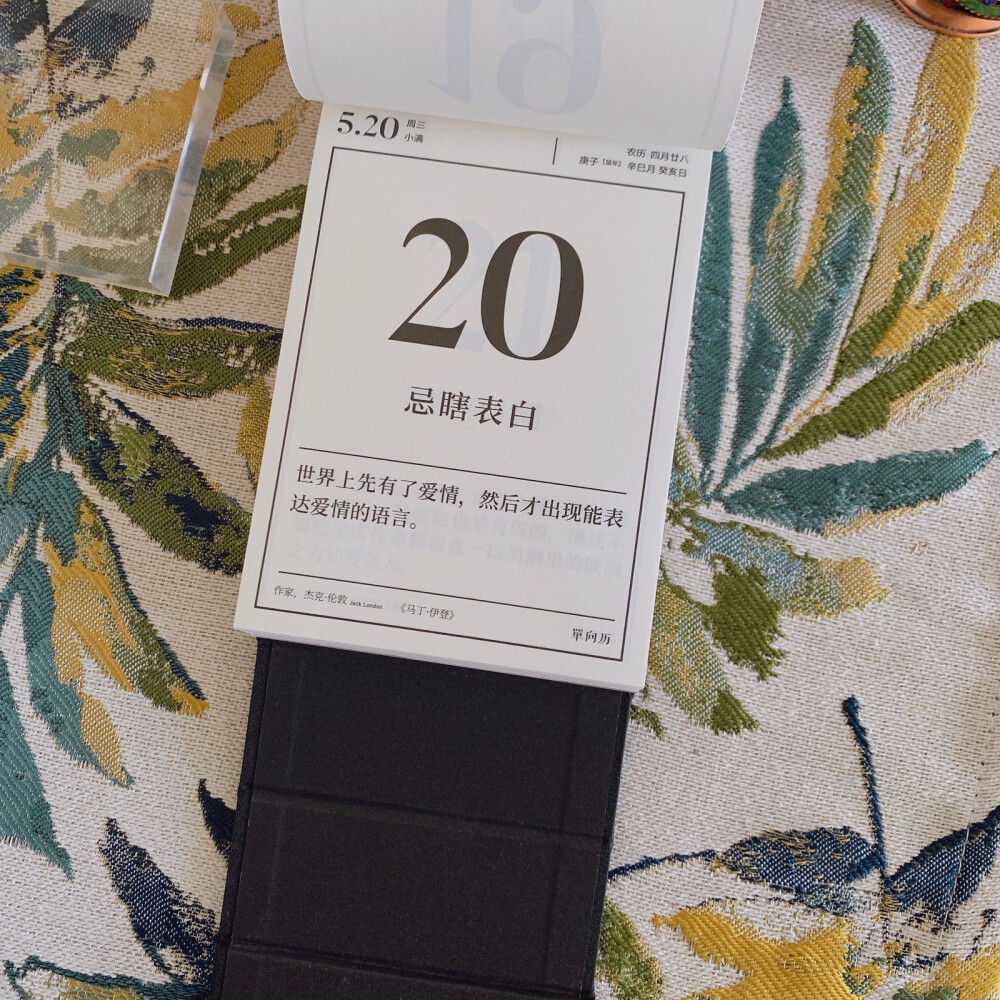 5.20 周三
小满
农历 四月廿八
庚子【鼠年】辛巳月 癸亥日
20
忌瞎表白
世界上先有了爱情，然后才出现能表
达爱情的语言。
作家，杰克·伦敦 Jack London 《马丁·伊登》
單向历